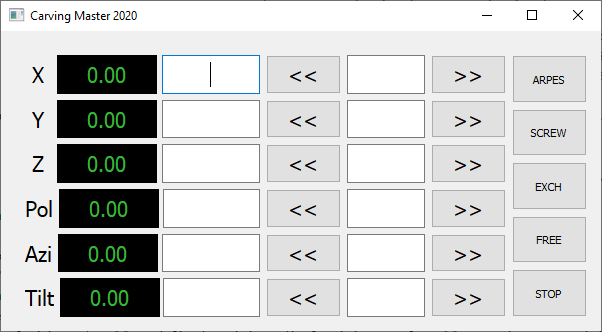 Carving Master 2020
X 0.00 << >> ARPES
Y 0.00 << >> SCREW
Z 0.00 << >> EXCH
Pol 0.00 << >> FREE
Azi 0.00 << >> STOP
Tilt 0.00 << >>